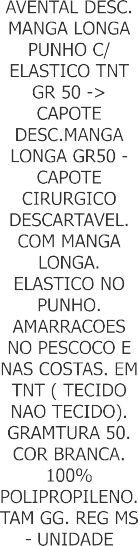 AVENTAL DESC.
MANGA LONGA
PUNHO C/
ELASTICO TNT
GR 50 ->
CAPOTE
DESC.MANGA
LONGA GR50 -
CAPOTE
CIRURGICO
DESCARTAVEL.
COM MANGA
LONGA.
ELASTICO NO
PUNHO.
AMARRACOES
NO PESCOCO E
NAS COSTAS. EM
TNT ( TECIDO
NAO TECIDO).
GRAMTURA 50.
COR BRANCA.
100%
POLIPROPILENO.
TAM GG. REG MS
- UNIDADE